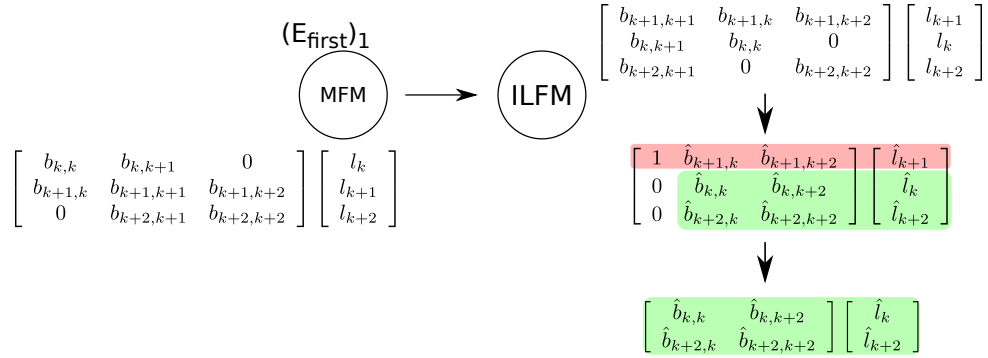 (E_first)_1
MFM
ILFM
b_{k,k} b_{k,k+1} 0 l_k
b_{k+1,k} b_{k+1,k+1} b_{k+1,k+2} l_{k+1}
0 b_{k+2,k+1} b_{k+2,k+2} l_{k+2}
b_{k+1,k+1} b_{k+1,k} b_{k+1,k+2} l_{k+1}
b_{k,k+1} b_{k,k} 0 l_k
b_{k+2,k+1} 0 b_{k+2,k+2} l_{k+2}
1 b̂_{k+1,k} b̂_{k+1,k+2} l̂_{k+1}
0 b̂_{k,k} b̂_{k,k+2} l̂_k
0 b̂_{k+2,k} b̂_{k+2,k+2} l̂_{k+2}
b̂_{k,k} b̂_{k,k+2} l̂_k
b̂_{k+2,k} b̂_{k+2,k+2} l̂_{k+2}